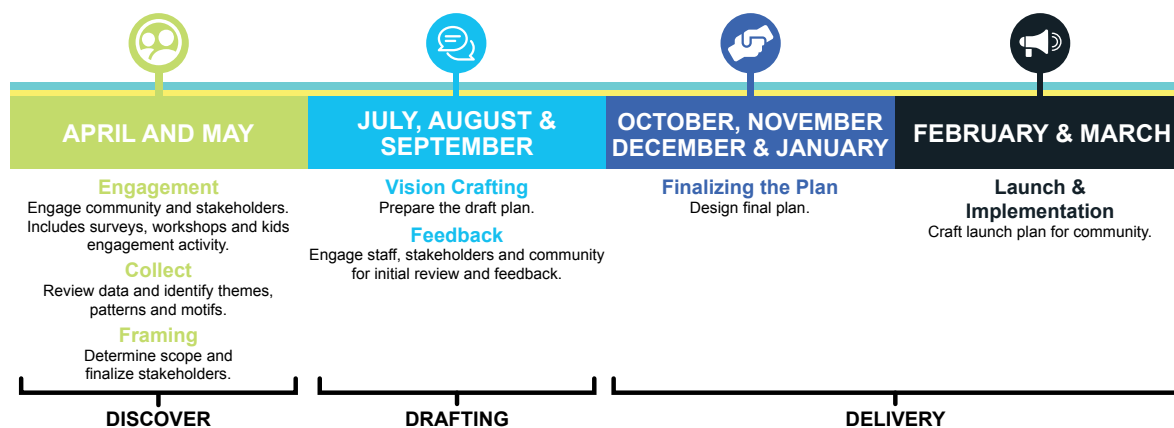 APRIL AND MAY
Engagement
Engage community and stakeholders.
Includes surveys, workshops and kids
engagement activity.
Collect
Review data and identify themes,
patterns and motifs.
Framing
Determine scope and
finalize stakeholders.
DISCOVER
JULY, AUGUST &
SEPTEMBER
Vision Crafting
Prepare the draft plan.
Feedback
Engage staff, stakeholders and community
for initial review and feedback.
DRAFTING
OCTOBER, NOVEMBER
DECEMBER & JANUARY
Finalizing the Plan
Design final plan.
FEBRUARY & MARCH
Launch &
Implementation
Craft launch plan for community.
DELIVERY